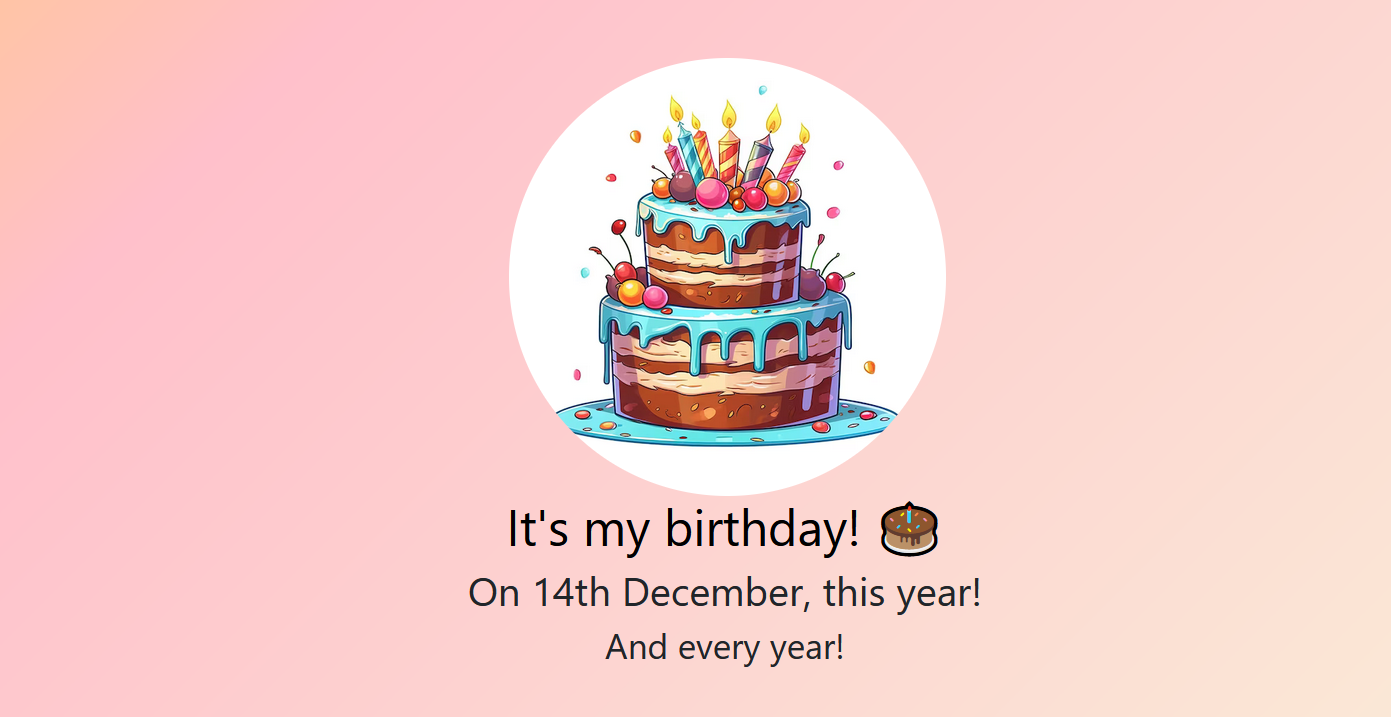 It's my birthday! 🎂
On 14th December, this year!
And every year!